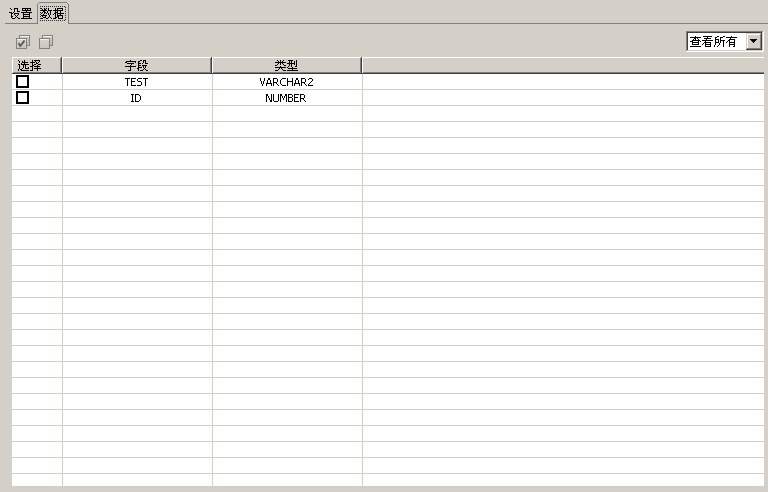 设置 数据
查看所有
选择 字段 类型
TEST VARCHAR2
ID NUMBER